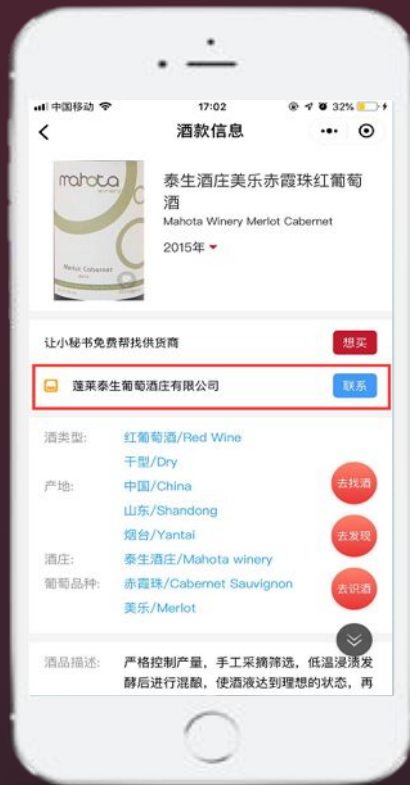 中国移动 17:02 32%
酒款信息
mahota
winery
Merlot Cabernet
2015
泰生酒庄美乐赤霞珠红葡萄
酒
Mahota Winery Merlot Cabernet
2015年
让小秘书免费帮找供货商 想买
蓬莱泰生葡萄酒庄有限公司 联系
酒类型: 红葡萄酒/Red Wine
干型/Dry
产地: 中国/China
去找酒
山东/Shandong
烟台/Yantai
去发现
酒庄: 泰生酒庄/Mahota winery
葡萄品种: 赤霞珠/Cabernet Sauvignon
去识酒
美乐/Merlot
酒品描述: 严格控制产量，手工采摘筛选，低温浸渍发
酵后进行混酿，使酒液达到理想的状态，再